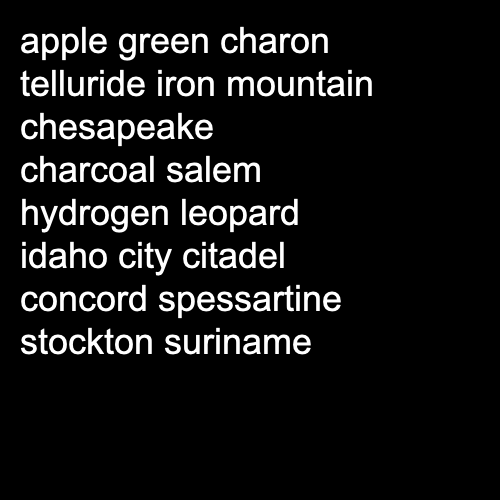 apple green charon
telluride iron mountain
chesapeake
charcoal salem
hydrogen leopard
idaho city citadel
concord spessartine
stockton suriname